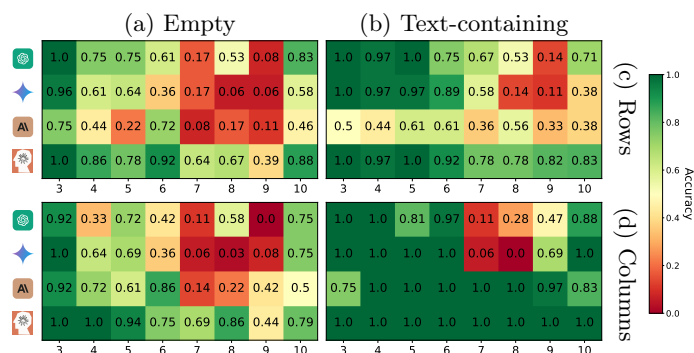 (a) Empty (b) Text-containing
1.0 0.75 0.75 0.61 0.17 0.53 0.08 0.83 1.0 0.97 1.0 0.75 0.67 0.53 0.14 0.71
0.96 0.61 0.64 0.36 0.17 0.06 0.06 0.58 1.0 0.97 0.97 0.89 0.58 0.14 0.11 0.38
A\ 0.75 0.44 0.22 0.72 0.08 0.17 0.11 0.46 0.5 0.44 0.61 0.61 0.36 0.56 0.33 0.38
1.0 0.86 0.78 0.92 0.64 0.67 0.39 0.88 1.0 0.97 1.0 0.92 0.78 0.78 0.82 0.83
3 4 5 6 7 8 9 10 3 4 5 6 7 8 9 10
(c) Rows
0.92 0.33 0.72 0.42 0.11 0.58 0.0 0.75 1.0 1.0 0.81 0.97 0.11 0.28 0.47 0.88
1.0 0.64 0.69 0.36 0.06 0.03 0.08 0.75 1.0 1.0 1.0 1.0 0.06 0.0 0.69 1.0
A\ 0.92 0.72 0.61 0.86 0.14 0.22 0.42 0.5 0.75 1.0 1.0 1.0 1.0 1.0 0.97 0.83
1.0 1.0 0.94 0.75 0.69 0.86 0.44 0.79 1.0 1.0 1.0 1.0 1.0 1.0 1.0 1.0
3 4 5 6 7 8 9 10 3 4 5 6 7 8 9 10
(d) Columns
1.0
0.8
0.6
0.4
0.2
0.0
Accuracy